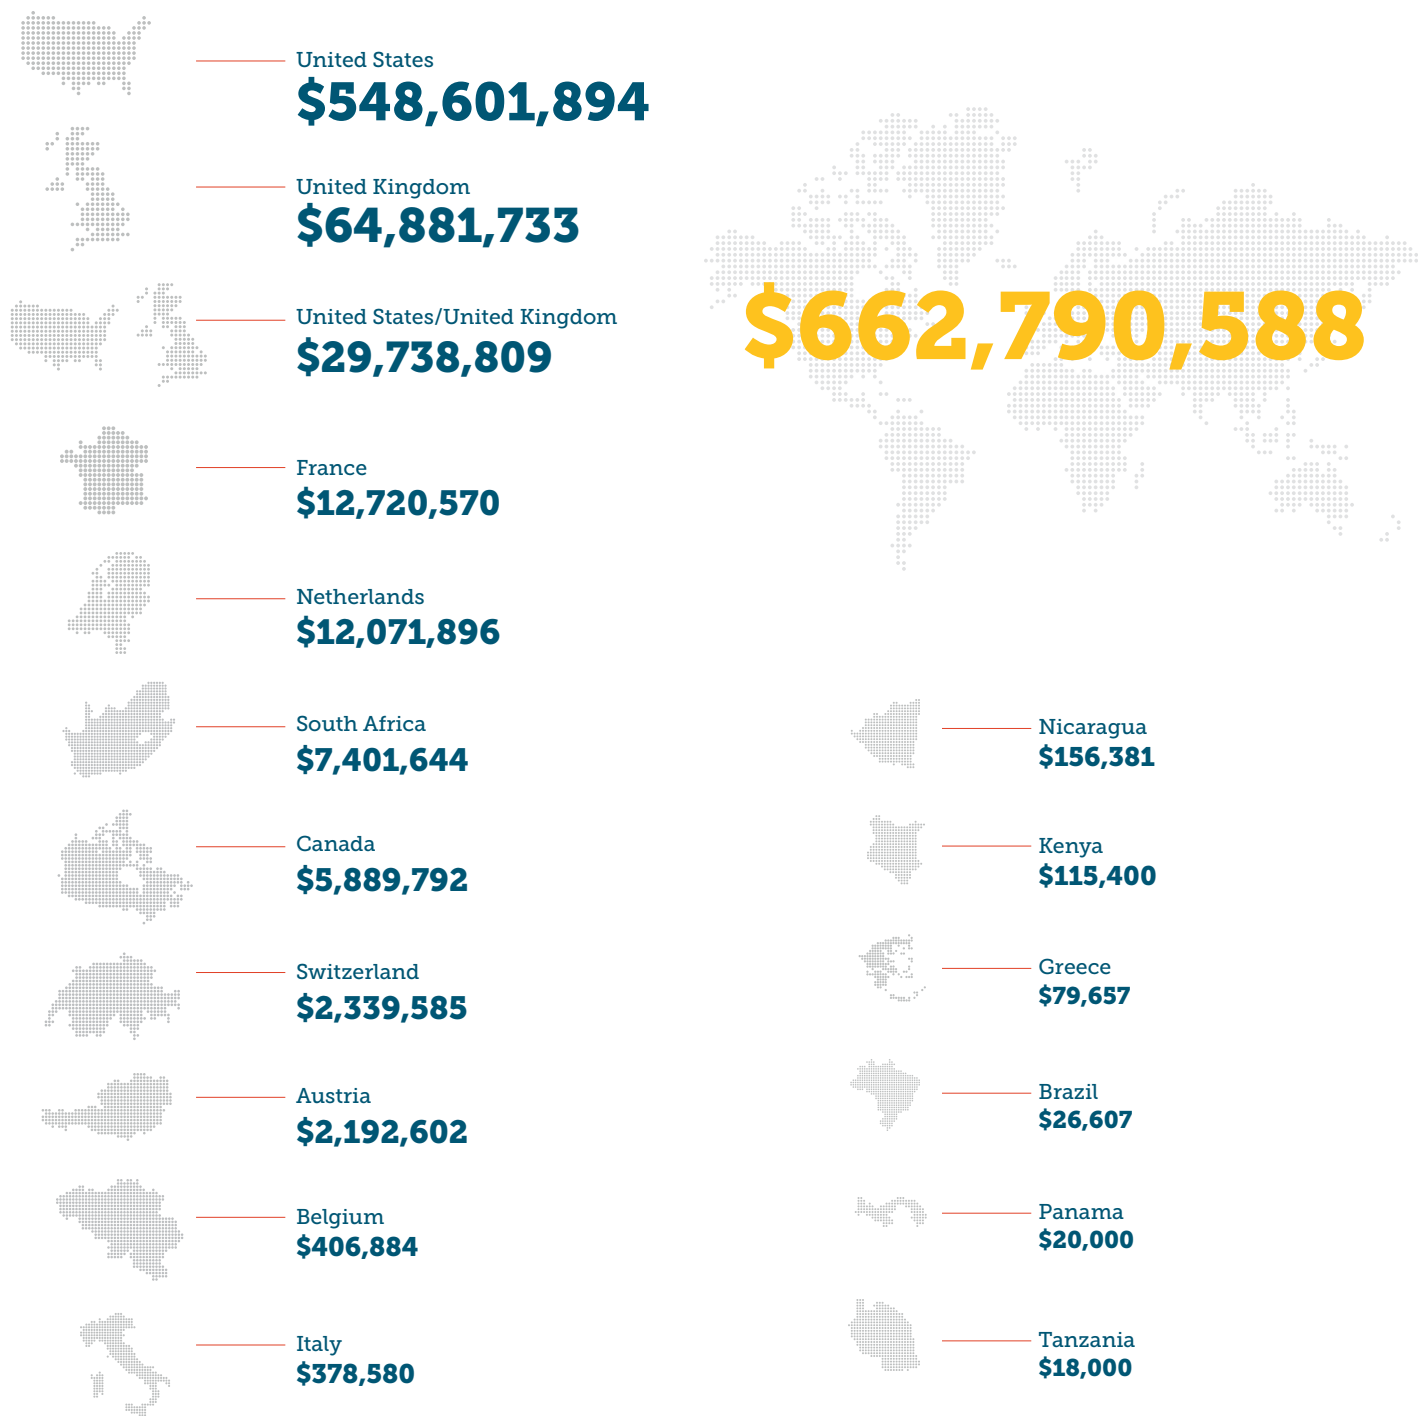 United States
$548,601,894
United Kingdom
$64,881,733
United States/United Kingdom
$29,738,809
France
$12,720,570
Netherlands
$12,071,896
South Africa
$7,401,644
Canada
$5,889,792
Switzerland
$2,339,585
Austria
$2,192,602
Belgium
$406,884
Italy
$378,580
$662,790,588
Nicaragua
$156,381
Kenya
$115,400
Greece
$79,657
Brazil
$26,607
Panama
$20,000
Tanzania
$18,000